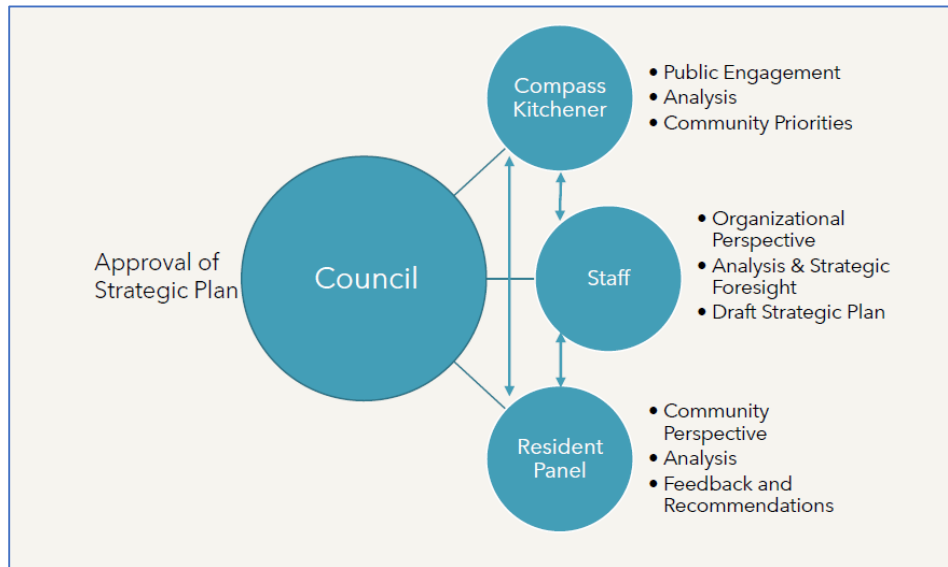 Compass
Kitchener
• Public Engagement
• Analysis
• Community Priorities
Approval of
Strategic Plan
Council
Staff
• Organizational
Perspective
• Analysis & Strategic
Foresight
• Draft Strategic Plan
Resident
Panel
• Community
Perspective
• Analysis
• Feedback and
Recommendations